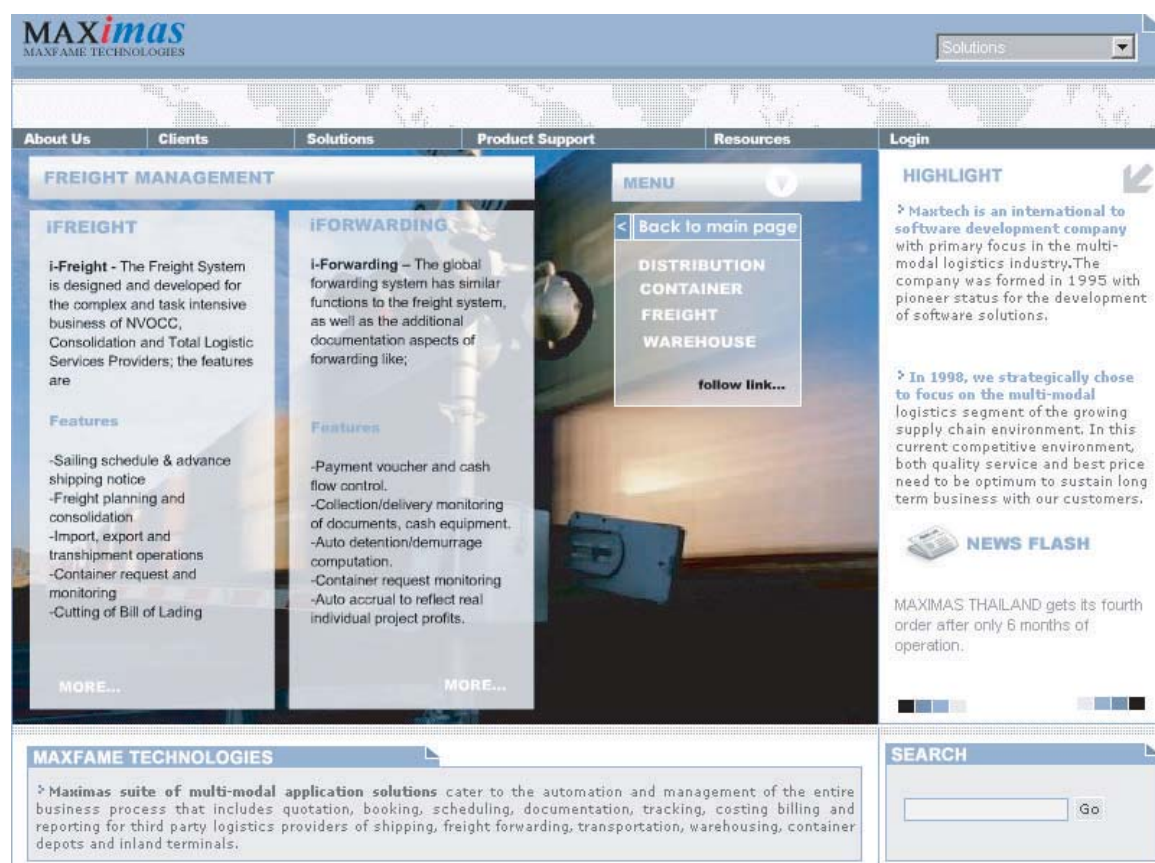 MAXimas
MAXFAME TECHNOLOGIES
Solutions
About Us
Clients
Solutions
Product Support
Resources
Login
FREIGHT MANAGEMENT
iFREIGHT
i-Freight - The Freight System
is designed and developed for
the complex and task intensive
business of NVOCC,
Consolidation and Total Logistic
Services Providers; the features
are
Features
-Sailing schedule & advance
shipping notice
-Freight planning and
consolidation
-Import, export and
transhipment operations
-Container request and
monitoring
-Cutting of Bill of Lading
MORE...
iFORWARDING
i-Forwarding – The global
forwarding system has similar
functions to the freight system,
as well as the additional
documentation aspects of
forwarding like;
Features
-Payment voucher and cash
flow control.
-Collection/delivery monitoring
of documents, cash equipment.
-Auto detention/demurrage
computation.
-Container request monitoring
-Auto accrual to reflect real
individual project profits.
MORE...
MENU
< Back to main page
DISTRIBUTION
CONTAINER
FREIGHT
WAREHOUSE
follow link...
HIGHLIGHT
Maxtech is an international to
software development company
with primary focus in the multi-
modal logistics industry.The
company was formed in 1995 with
pioneer status for the development
of software solutions.
In 1998, we strategically chose
to focus on the multi-modal
logistics segment of the growing
supply chain environment. In this
current competitive environment,
both quality service and best price
need to be optimum to sustain long
term business with our customers.
NEWS FLASH
MAXIMAS THAILAND gets its fourth
order after only 6 months of
operation.
MAXFAME TECHNOLOGIES
Maximas suite of multi-modal application solutions cater to the automation and management of the entire
business process that includes quotation, booking, scheduling, documentation, tracking, costing billing and
reporting for third party logistics providers of shipping, freight forwarding, transportation, warehousing, container
depots and inland terminals.
SEARCH
Go